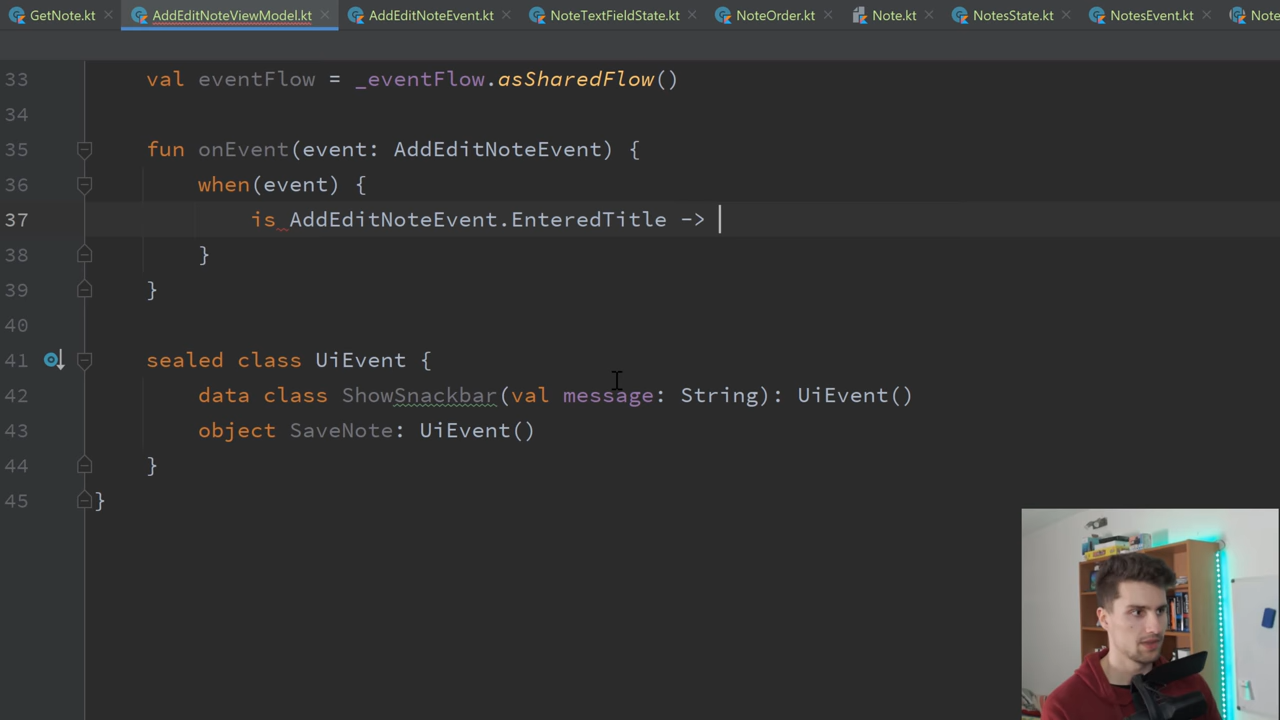 GetNote.kt AddEditNoteViewModel.kt AddEditNoteEvent.kt NoteTextFieldState.kt NoteOrder.kt Note.kt NotesState.kt NotesEvent.kt Note
33 val eventFlow = _eventFlow.asSharedFlow()
34
35 fun onEvent(event: AddEditNoteEvent) {
36 when(event) {
37 is AddEditNoteEvent.EnteredTitle ->
38 }
39 }
40
41 sealed class UiEvent {
42 data class ShowSnackbar(val message: String): UiEvent()
43 object SaveNote: UiEvent()
44 }
45 }